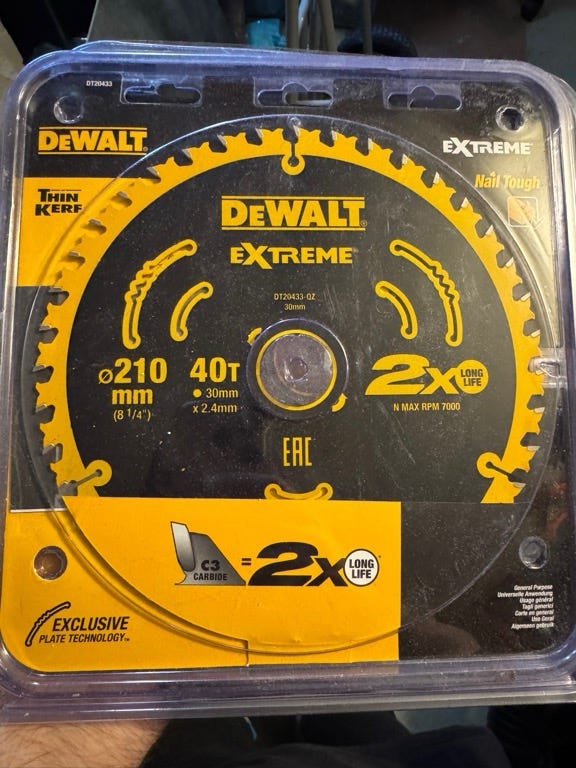 DT20433
DEWALT®
EXTREME®
THIN
KERF
Nail Tough
DEWALT®
EXTREME®
DT20433-QZ
30mm
ø210
mm
(8 1/4")
40T
● 30mm
x 2.4mm
2X LONG
LIFE
N MAX RPM 7000
EAC
C3
CARBIDE
= 2X LONG
LIFE
EXCLUSIVE
PLATE TECHNOLOGY™
General Purpose
Universelle Anwendung
Usage général
Tagli generici
Corte en general
Uso Geral
Algemeen gebruik